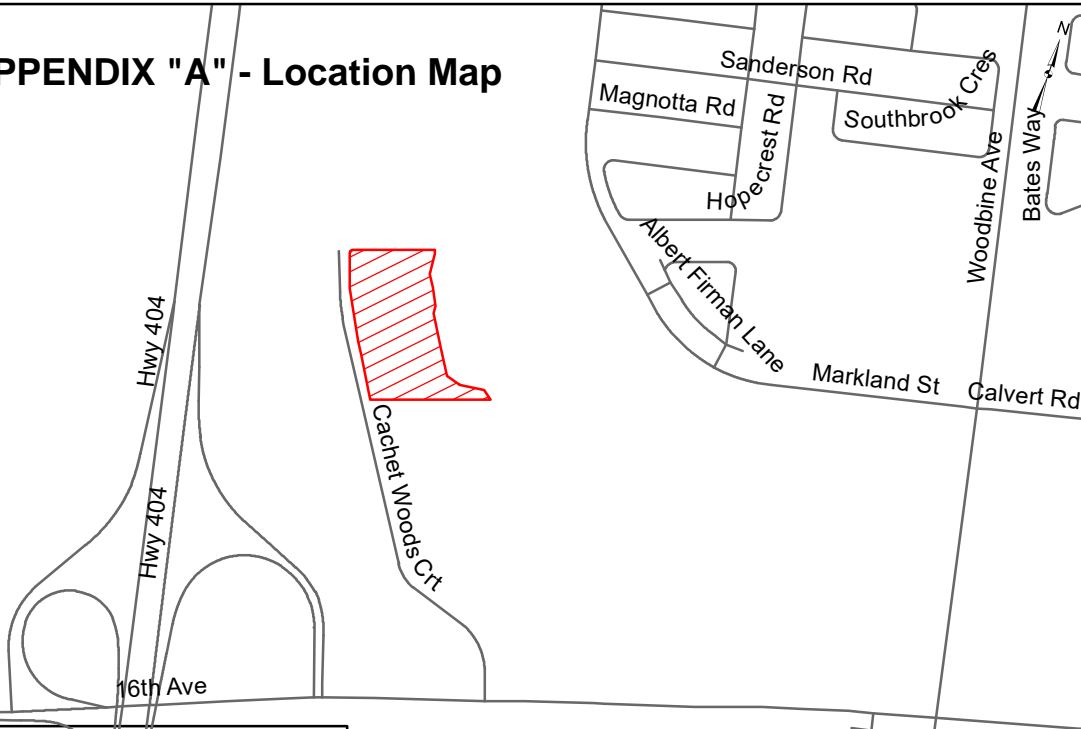 PPENDIX "A" - Location Map
N
Sanderson Rd
Magnotta Rd
Southbrook Cres
Hopecrest Rd
Bates Way
Woodbine Ave
Albert Firman Lane
Hwy 404
Markland St
Calvert Rd
Cachet Woods Crt
Hwy 404
16th Ave